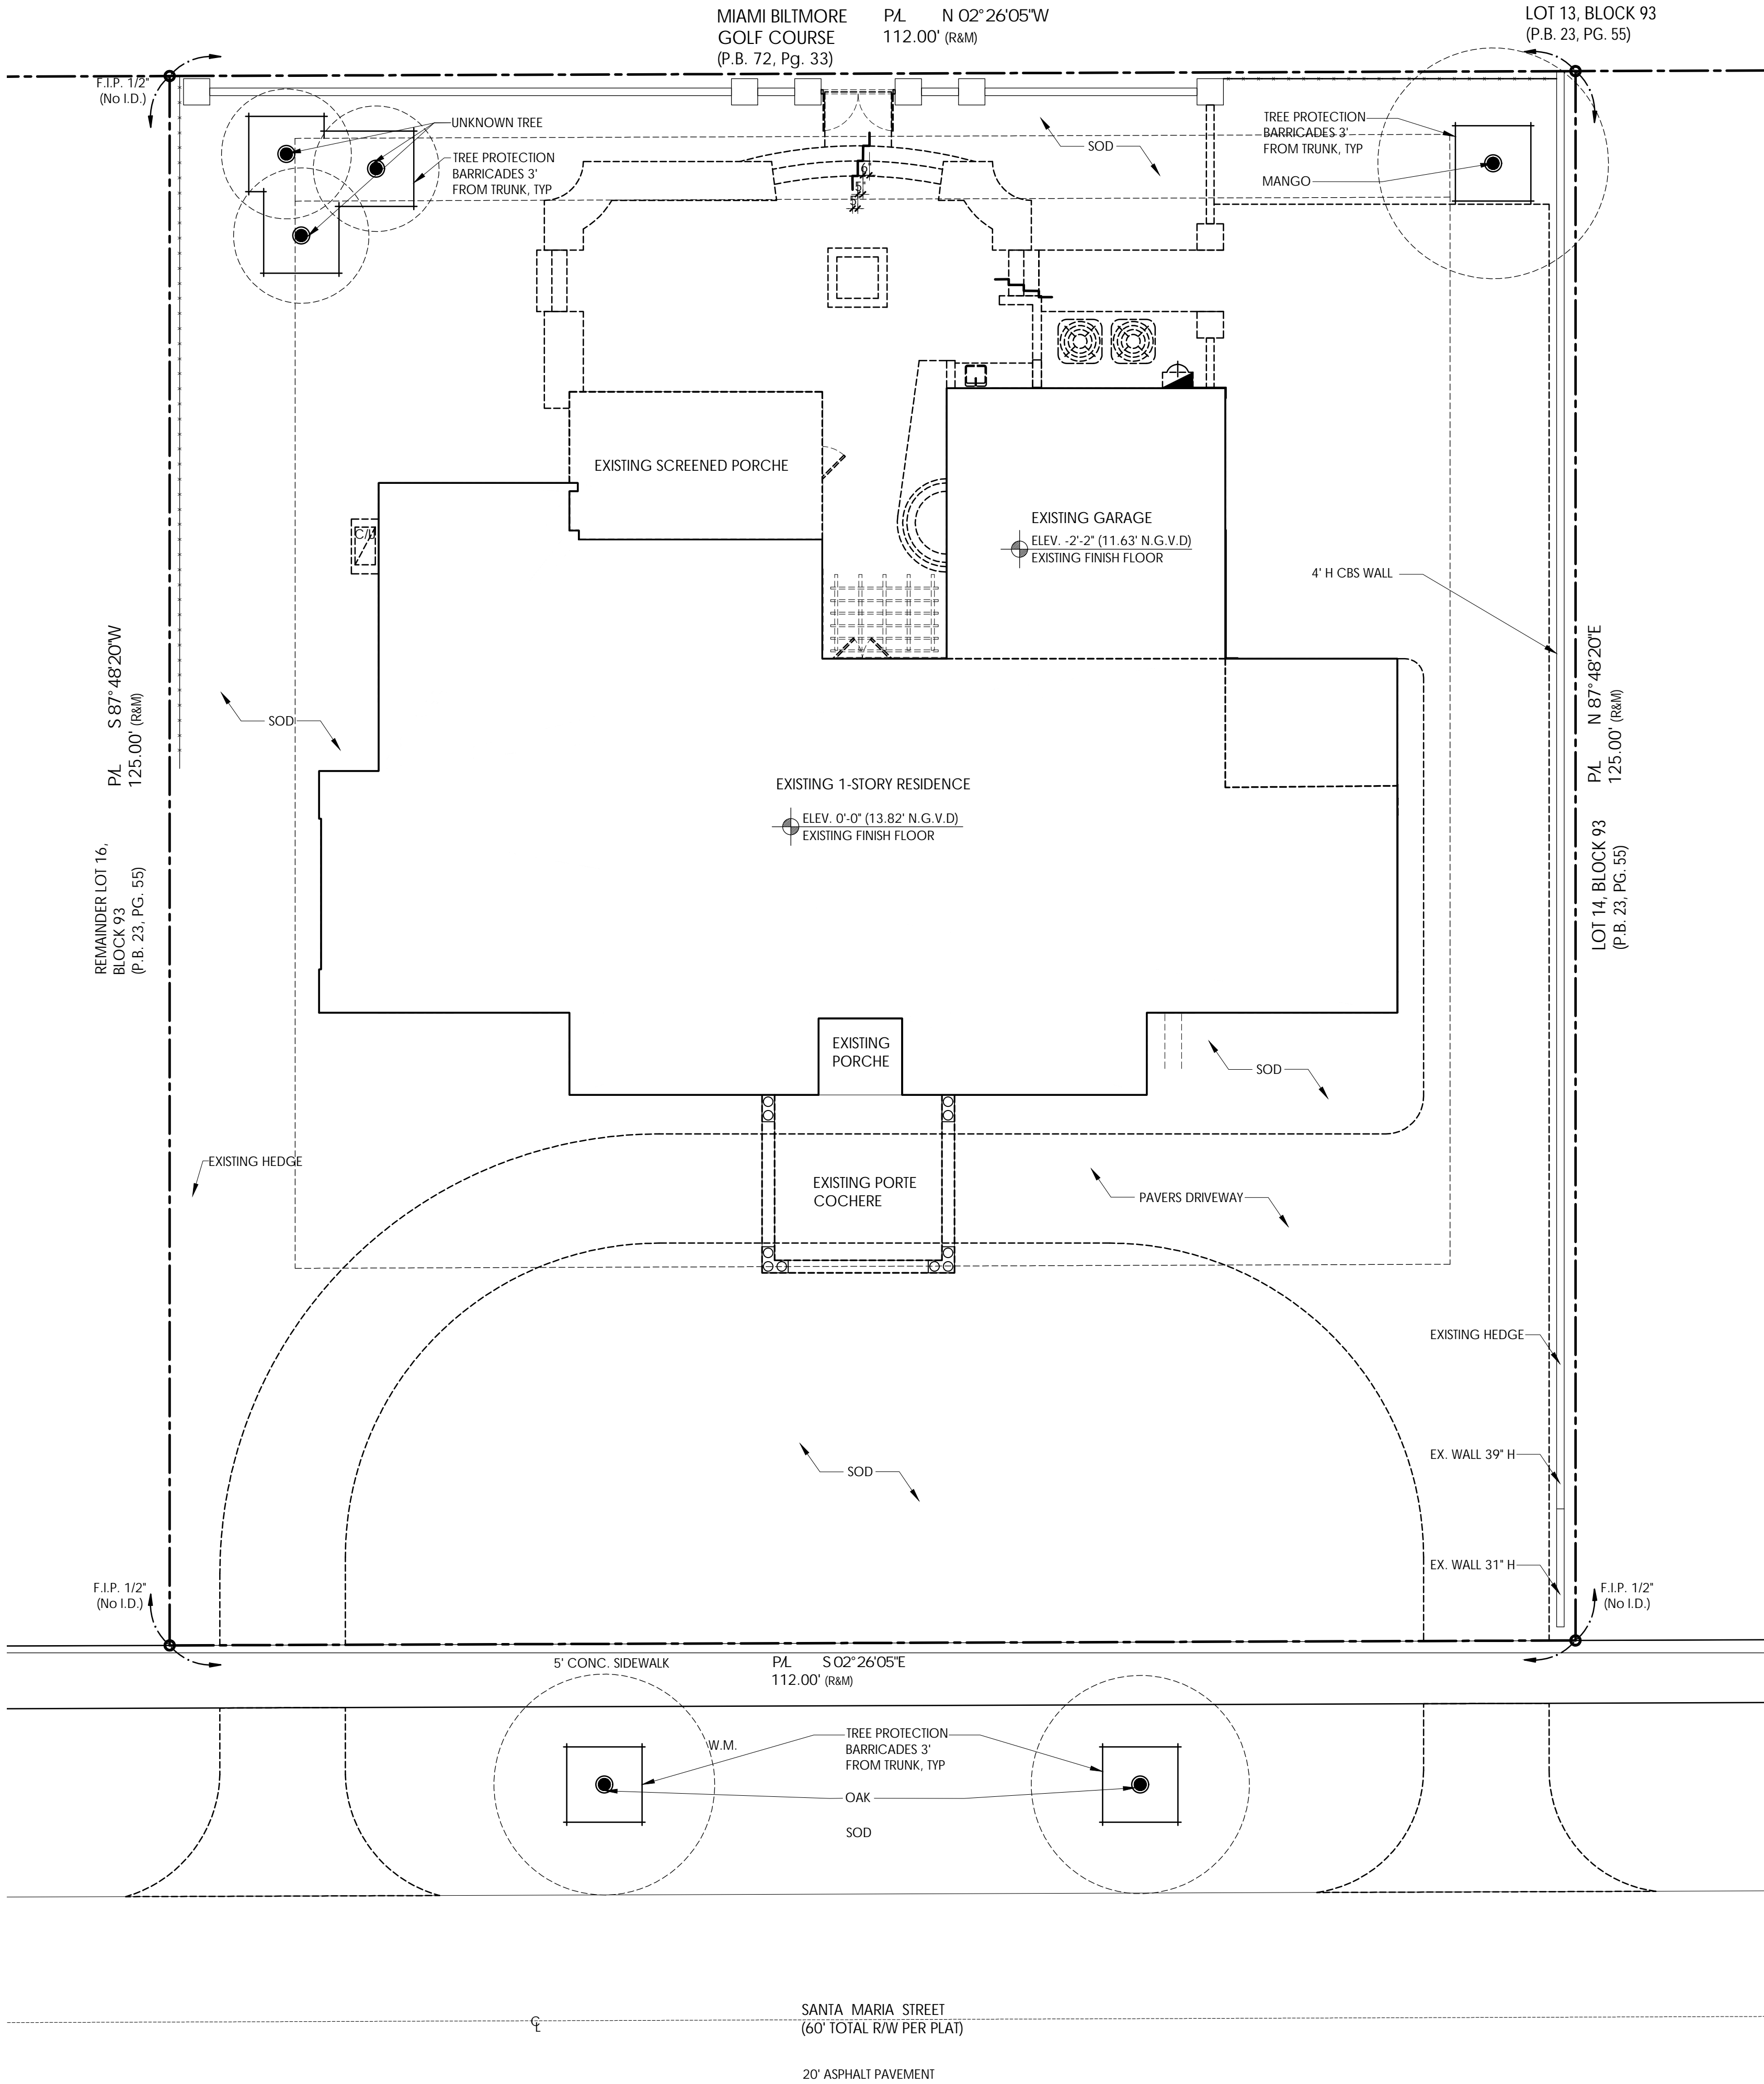 MIAMI BILTMORE
GOLF COURSE
(P.B. 72, Pg. 33)
P/L N 02°26'05"W
112.00' (R&M)
LOT 13, BLOCK 93
(P.B. 23, PG. 55)
F.I.P. 1/2"
(No I.D.)
UNKNOWN TREE
TREE PROTECTION
BARRICADES 3'
FROM TRUNK, TYP
SOD
TREE PROTECTION
BARRICADES 3'
FROM TRUNK, TYP
MANGO
6"
5"
5"
EXISTING SCREENED PORCHE
EXISTING GARAGE
ELEV. -2'-2" (11.63' N.G.V.D)
EXISTING FINISH FLOOR
4' H CBS WALL
P/L S 87°48'20"W
125.00' (R&M)
SOD
P/L N 87°48'20"E
125.00' (R&M)
EXISTING 1-STORY RESIDENCE
ELEV. 0'-0" (13.82' N.G.V.D)
EXISTING FINISH FLOOR
REMAINDER LOT 16,
BLOCK 93
(P.B. 23, PG. 55)
LOT 14, BLOCK 93
(P.B. 23, PG. 55)
EXISTING
PORCHE
SOD
EXISTING HEDGE
EXISTING PORTE
COCHERE
PAVERS DRIVEWAY
EXISTING HEDGE
EX. WALL 39" H
SOD
EX. WALL 31" H
F.I.P. 1/2"
(No I.D.)
F.I.P. 1/2"
(No I.D.)
5' CONC. SIDEWALK
P/L S 02°26'05"E
112.00' (R&M)
W.M.
TREE PROTECTION
BARRICADES 3'
FROM TRUNK, TYP
OAK
SOD
SANTA MARIA STREET
(60' TOTAL R/W PER PLAT)
20' ASPHALT PAVEMENT